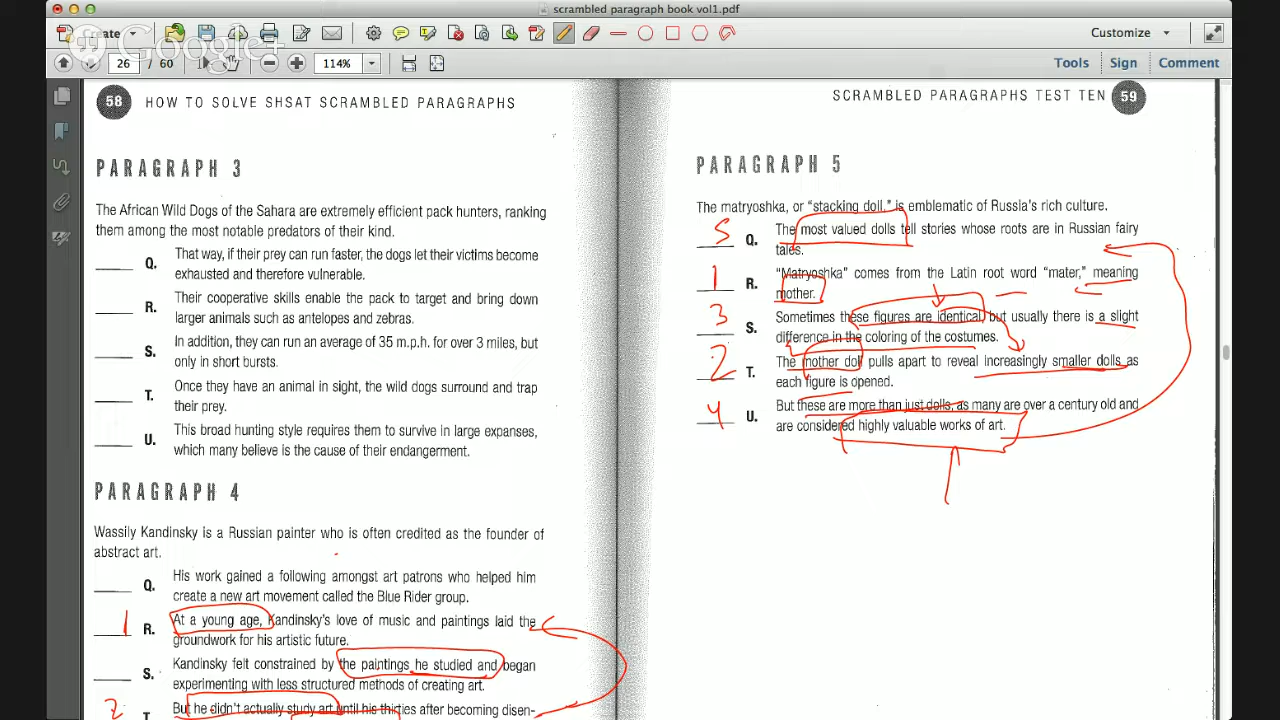 scrambled paragraph book vol1.pdf
Create
Google+
Customize
26 / 60
114%
Tools
Sign
Comment
58 HOW TO SOLVE SHSAT SCRAMBLED PARAGRAPHS
PARAGRAPH 3
The African Wild Dogs of the Sahara are extremely efficient pack hunters, ranking
them among the most notable predators of their kind.
Q. That way, if their prey can run faster, the dogs let their victims become
exhausted and therefore vulnerable.
R. Their cooperative skills enable the pack to target and bring down
larger animals such as antelopes and zebras.
S. In addition, they can run an average of 35 m.p.h. for over 3 miles, but
only in short bursts.
T. Once they have an animal in sight, the wild dogs surround and trap
their prey.
U. This broad hunting style requires them to survive in large expanses,
which many believe is the cause of their endangerment.
PARAGRAPH 4
Wassily Kandinsky is a Russian painter who is often credited as the founder of
abstract art.
Q. His work gained a following amongst art patrons who helped him
create a new art movement called the Blue Rider group.
1 R. At a young age, Kandinsky's love of music and paintings laid the
groundwork for his artistic future.
S. Kandinsky felt constrained by the paintings he studied and began
experimenting with less structured methods of creating art.
2 T. But he didn't actually study art until his thirties after becoming disen-
SCRAMBLED PARAGRAPHS TEST TEN 59
PARAGRAPH 5
The matryoshka, or "stacking doll," is emblematic of Russia's rich culture.
5 Q. The most valued dolls tell stories whose roots are in Russian fairy
tales.
1 R. "Matryoshka" comes from the Latin root word "mater," meaning
mother.
3 S. Sometimes these figures are identical, but usually there is a slight
difference in the coloring of the costumes.
2 T. The mother doll pulls apart to reveal increasingly smaller dolls as
each figure is opened.
4 U. But these are more than just dolls, as many are over a century old and
are considered highly valuable works of art.